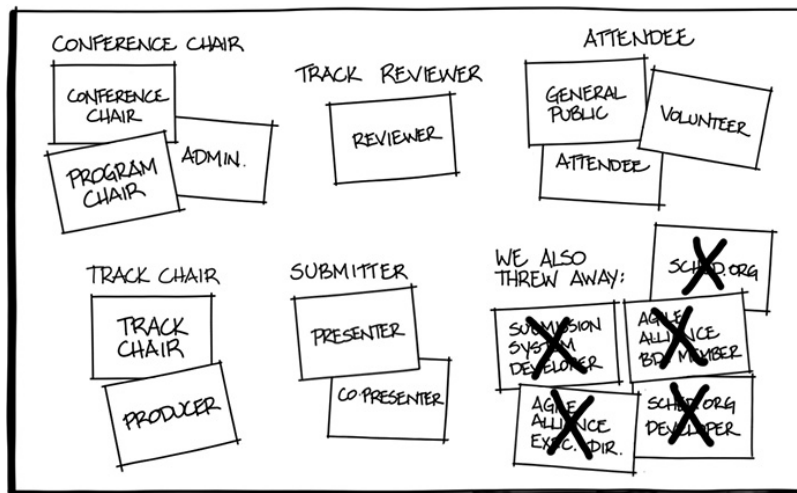 CONFERENCE CHAIR
CONFERENCE
CHAIR
PROGRAM
CHAIR
ADMIN.
TRACK REVIEWER
REVIEWER
ATTENDEE
GENERAL
PUBLIC
VOLUNTEER
ATTENDEE
TRACK CHAIR
TRACK
CHAIR
PRODUCER
SUBMITTER
PRESENTER
CO-PRESENTER
WE ALSO
THREW AWAY:
SCHED.ORG
SUBMISSION
SYSTEM
DEVELOPER
AGILE
ALLIANCE
BD. MEMBER
AGILE
ALLIANCE
EXEC. DIR.
SCHED.ORG
DEVELOPER